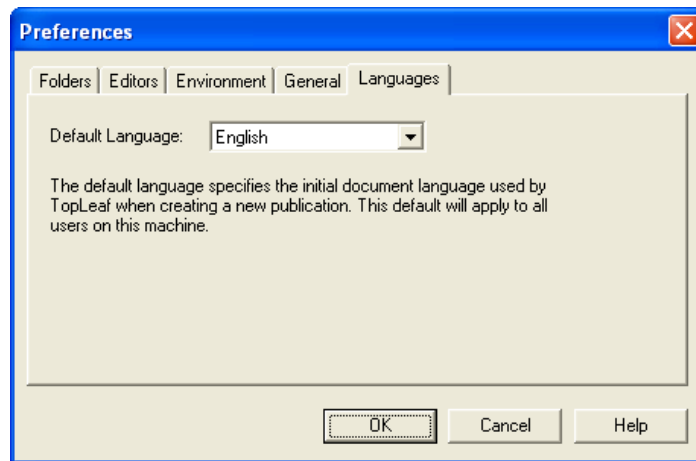 Preferences
Folders Editors Environment General Languages
Default Language: English
The default language specifies the initial document language used by
TopLeaf when creating a new publication. This default will apply to all
users on this machine.
OK Cancel Help